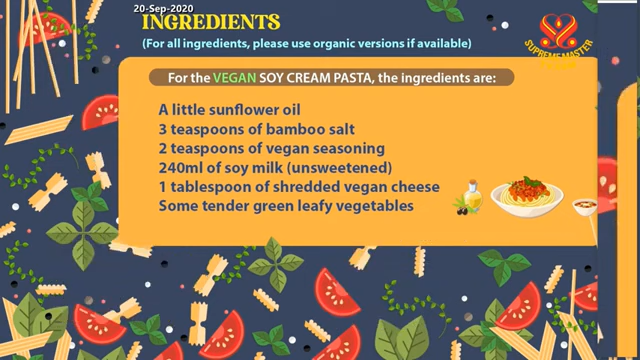 20-Sep-2020
INGREDIENTS
(For all ingredients, please use organic versions if available)
SUPREME MASTER
For the VEGAN SOY CREAM PASTA, the ingredients are:
A little sunflower oil
3 teaspoons of bamboo salt
2 teaspoons of vegan seasoning
240ml of soy milk (unsweetened)
1 tablespoon of shredded vegan cheese
Some tender green leafy vegetables